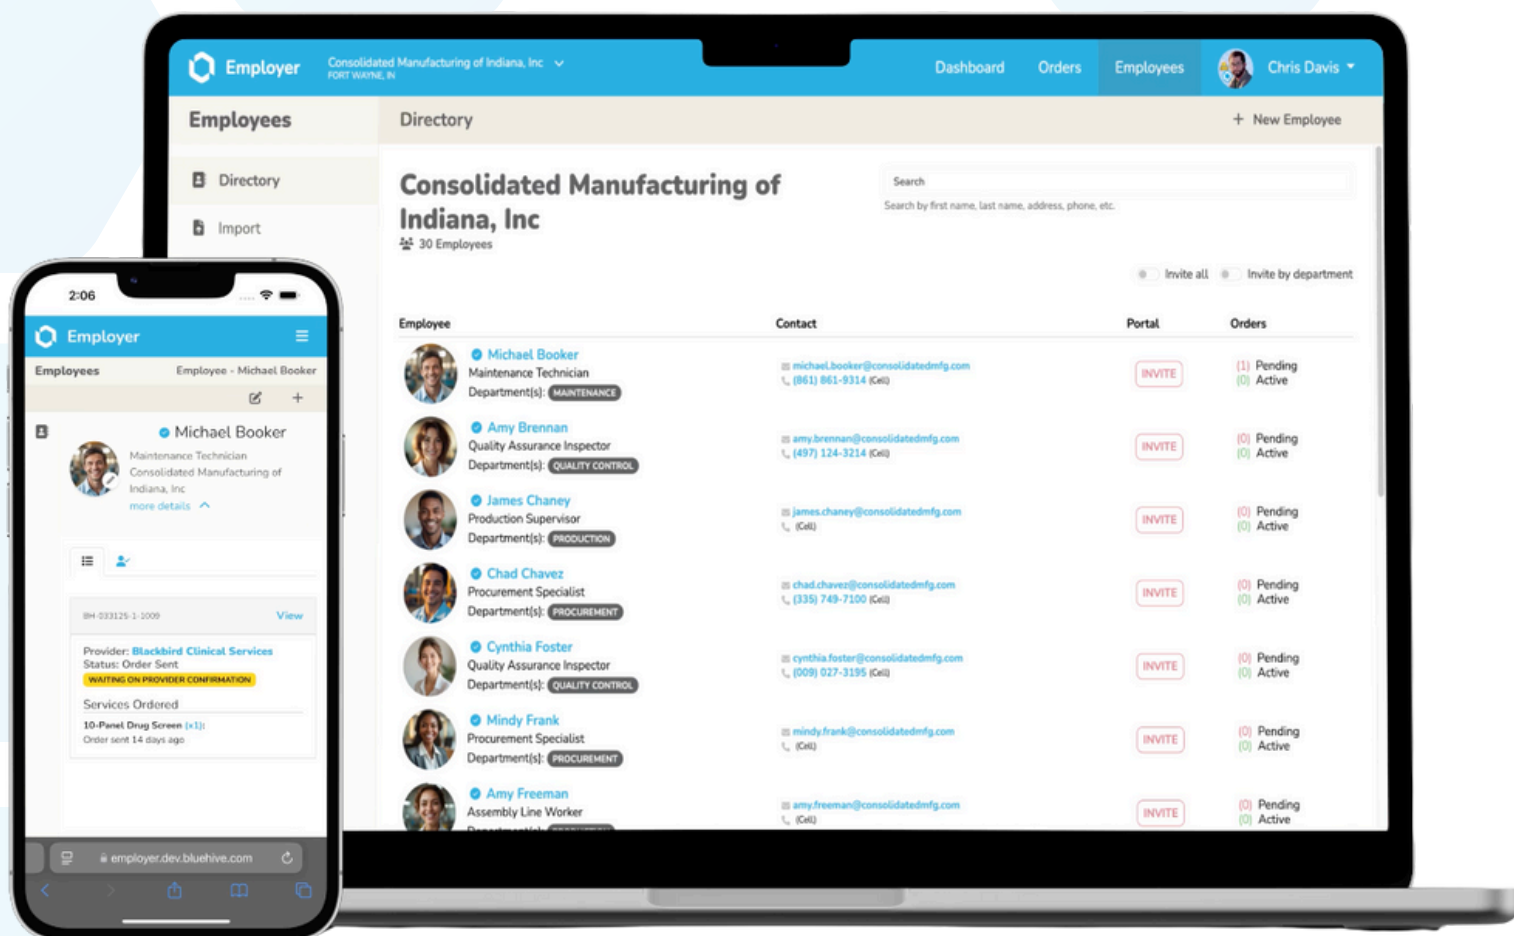 Employer
Consolidated Manufacturing of Indiana, Inc
FORT WAYNE, IN
Dashboard
Orders
Employees
Chris Davis
Employees
Directory
+ New Employee
Directory
Import
Consolidated Manufacturing of
Indiana, Inc
30 Employees
Search
Search by first name, last name, address, phone, etc.
Invite all
Invite by department
Employee
Contact
Portal
Orders
Michael Booker
Maintenance Technician
Department(s): MAINTENANCE
michael.booker@consolidatedmfg.com
(861) 861-9314 (Cell)
INVITE
(1) Pending
(0) Active
Amy Brennan
Quality Assurance Inspector
Department(s): QUALITY CONTROL
amy.brennan@consolidatedmfg.com
(497) 124-3214 (Cell)
INVITE
(0) Pending
(0) Active
James Chaney
Production Supervisor
Department(s): PRODUCTION
james.chaney@consolidatedmfg.com
(Cell)
INVITE
(0) Pending
(0) Active
Chad Chavez
Procurement Specialist
Department(s): PROCUREMENT
chad.chavez@consolidatedmfg.com
(335) 749-7100 (Cell)
INVITE
(0) Pending
(0) Active
Cynthia Foster
Quality Assurance Inspector
Department(s): QUALITY CONTROL
cynthia.foster@consolidatedmfg.com
(009) 027-3195 (Cell)
INVITE
(0) Pending
(0) Active
Mindy Frank
Procurement Specialist
Department(s): PROCUREMENT
mindy.frank@consolidatedmfg.com
(Cell)
INVITE
(0) Pending
(0) Active
Amy Freeman
Assembly Line Worker
Department(s): PRODUCTION
amy.freeman@consolidatedmfg.com
(Cell)
INVITE
(0) Pending
(0) Active
2:06
Employer
Employees
Employee - Michael Booker
Michael Booker
Maintenance Technician
Consolidated Manufacturing of
Indiana, Inc
more details
BH-033125-1-1009
View
Provider: Blackbird Clinical Services
Status: Order Sent
WAITING ON PROVIDER CONFIRMATION
Services Ordered
10-Panel Drug Screen (x1):
Order sent 14 days ago
employer.dev.bluehive.com